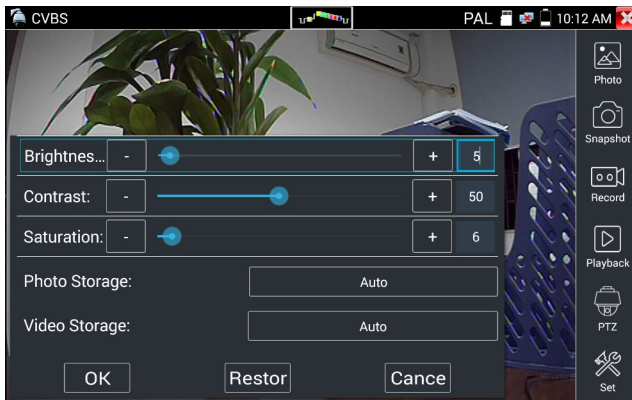 CVBS
PAL 10:12 AM
Brightnes... - + 5
Contrast: - + 50
Saturation: - + 6
Photo Storage: Auto
Video Storage: Auto
OK Restor Cance
Photo
Snapshot
Record
Playback
PTZ
Set